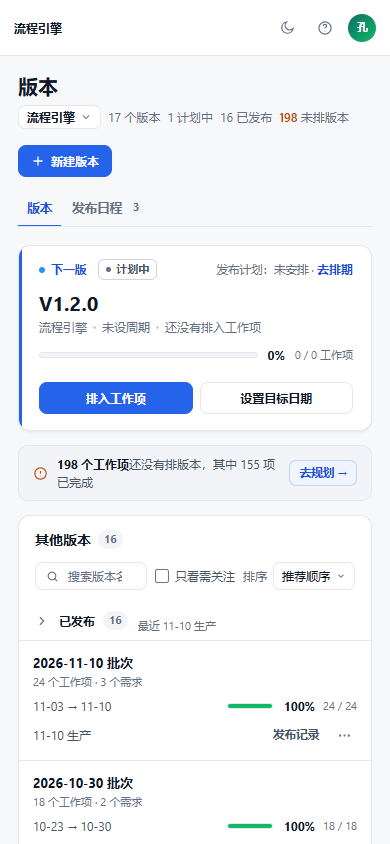 流程引擎 孔
版本
流程引擎 17 个版本 1 计划中 16 已发布 198 未排版本
+ 新建版本
版本 发布日程 3
下一版 计划中 发布计划：未安排 · 去排期
V1.2.0
流程引擎 · 未设周期 · 还没有排入工作项
0% 0 / 0 工作项
排入工作项 设置目标日期
198 个工作项还没有排版本，其中 155 项
已完成
去规划 →
其他版本 16
搜索版本名 只看需关注 排序 推荐顺序
已发布 16 最近 11-10 生产
2026-11-10 批次
24 个工作项 · 3 个需求
11-03 → 11-10 100% 24 / 24
11-10 生产 发布记录 ···
2026-10-30 批次
18 个工作项 · 2 个需求
10-23 → 10-30 100% 18 / 18